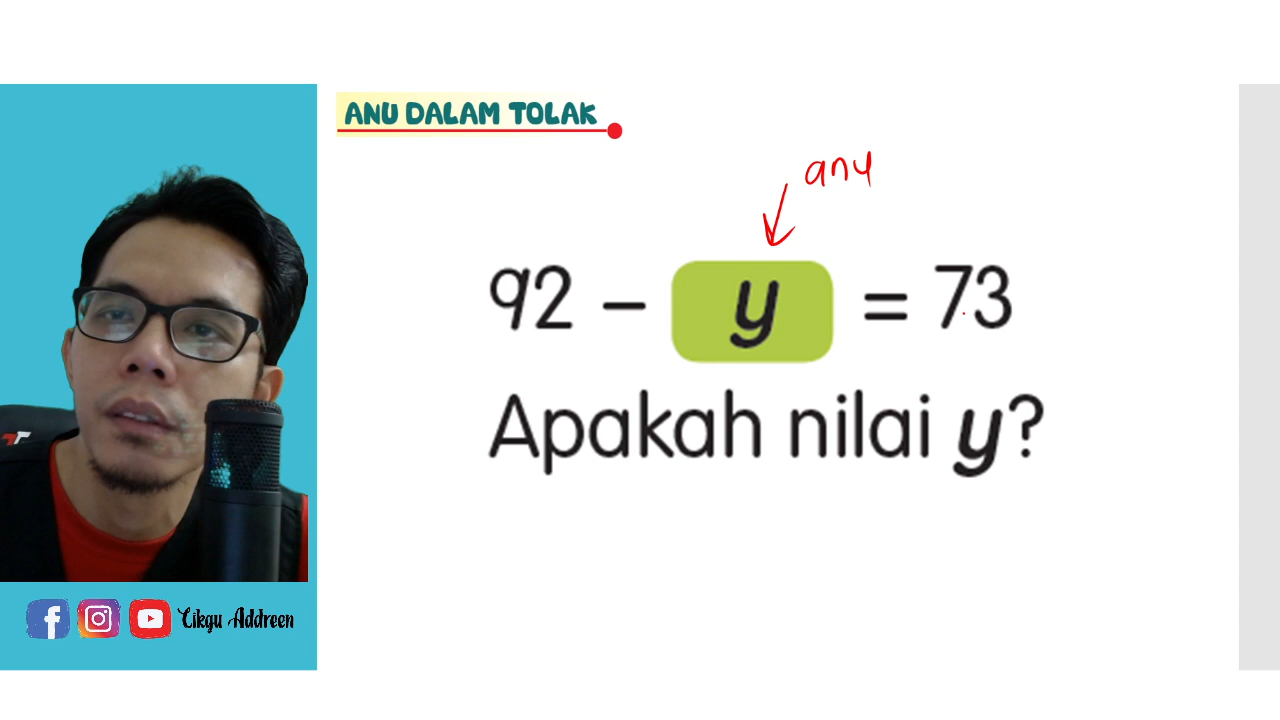 ANU DALAM TOLAK
anu
92 – y = 73
Apakah nilai y?
Cikgu Addreen